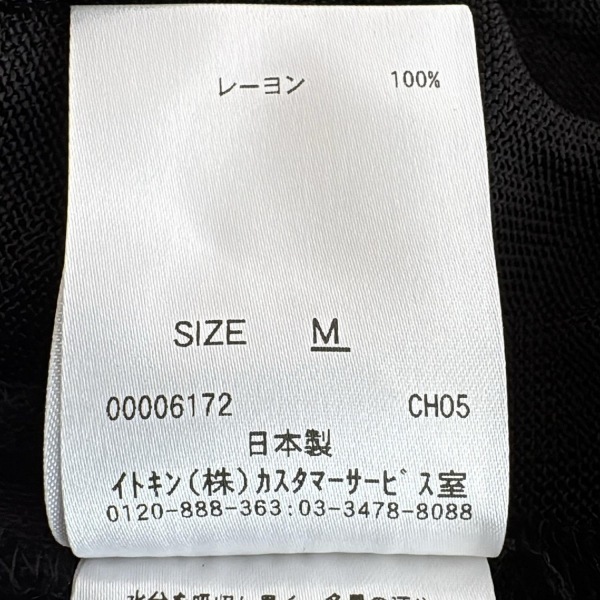 レーヨン 100%
SIZE M
00006172 CH05
日本製
イトキン(株)カスタマーサービス室
0120-888-363:03-3478-8088